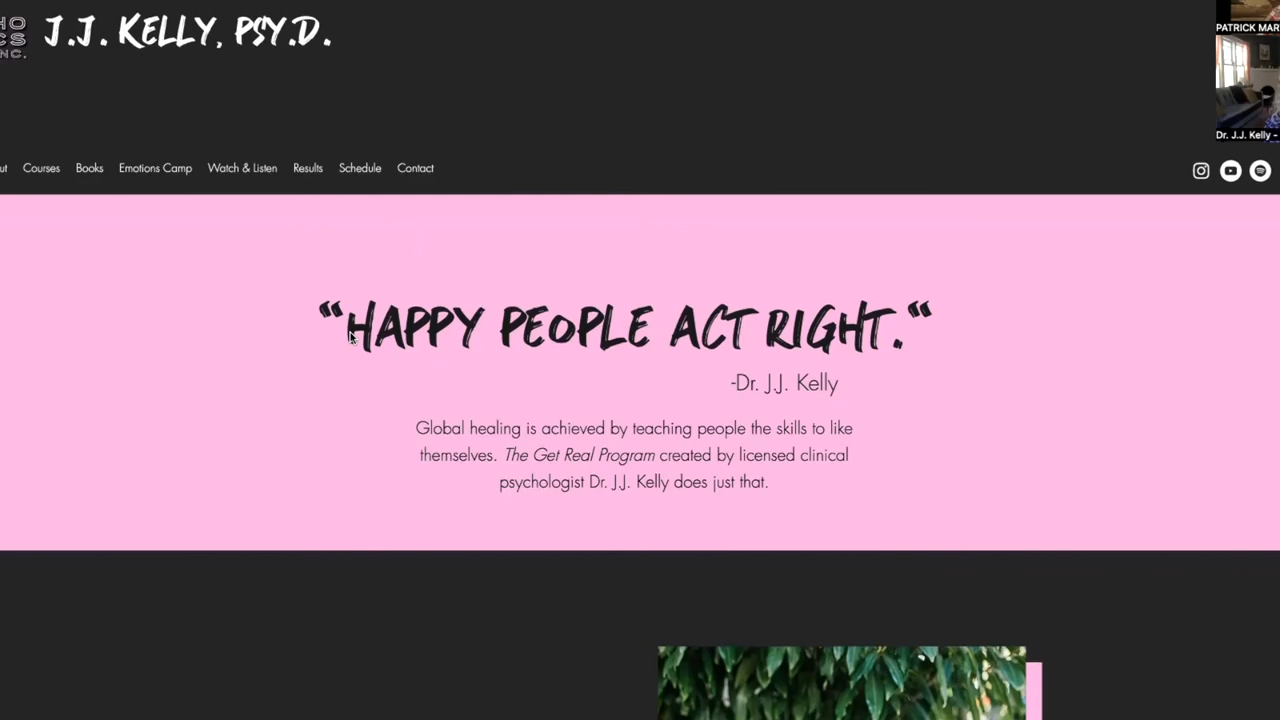 J.J. KELLY, PSY.D.
NC.
PATRICK MAR
Dr. J.J. Kelly -
Courses Books Emotions Camp Watch & Listen Results Schedule Contact
“HAPPY PEOPLE ACT RIGHT.“
-Dr. J.J. Kelly
Global healing is achieved by teaching people the skills to like
themselves. The Get Real Program created by licensed clinical
psychologist Dr. J.J. Kelly does just that.